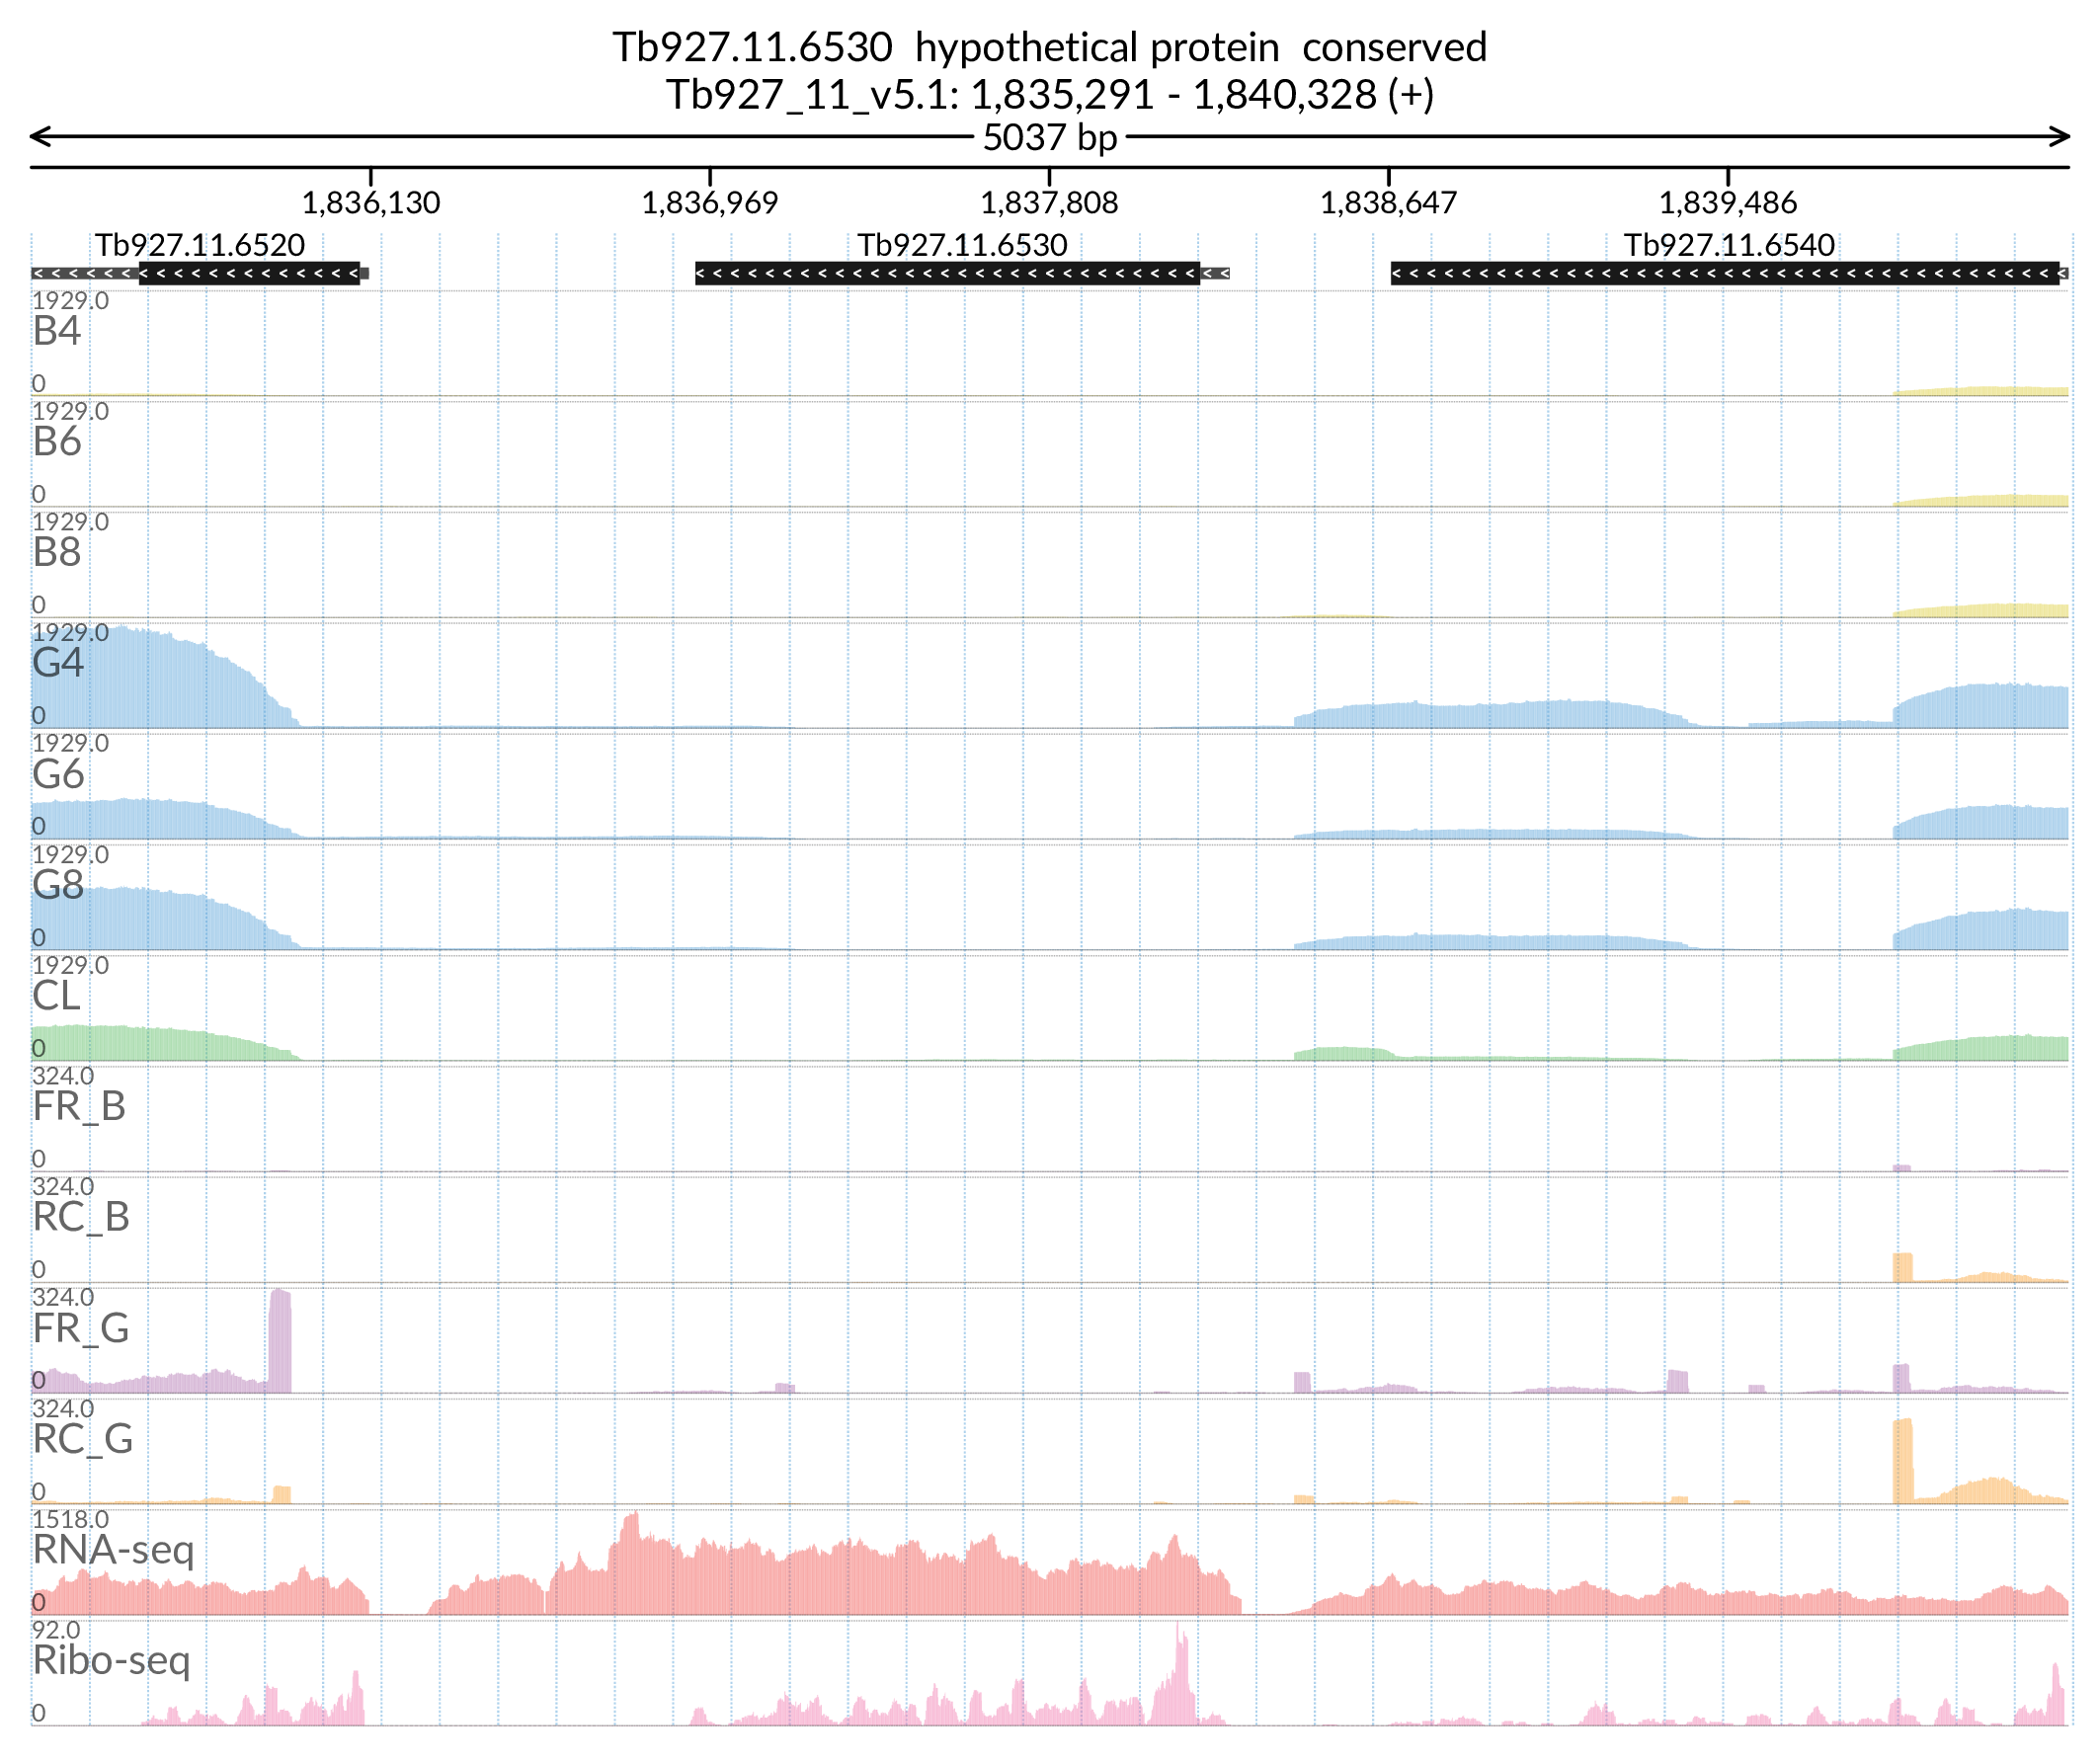 Tb927.11.6530 hypothetical protein conserved
Tb927_11_v5.1: 1,835,291 - 1,840,328 (+)
5037 bp
1,836,130 1,836,969 1,837,808 1,838,647 1,839,486
Tb927.11.6520 Tb927.11.6530 Tb927.11.6540
1929.0
B4
0
1929.0
B6
0
1929.0
B8
0
1929.0
G4
0
1929.0
G6
0
1929.0
G8
0
1929.0
CL
0
324.0
FR_B
0
324.0
RC_B
0
324.0
FR_G
0
324.0
RC_G
0
1518.0
RNA-seq
0
92.0
Ribo-seq
0